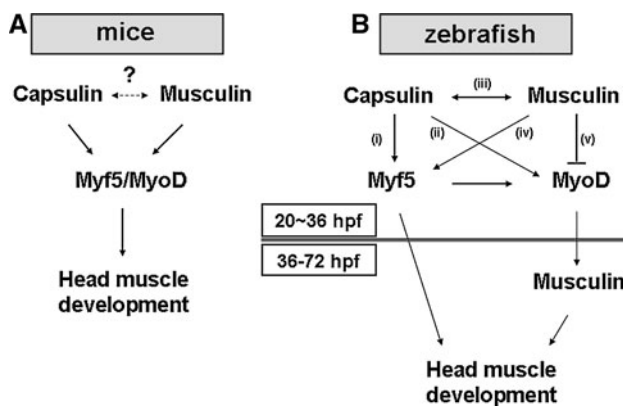 A
mice
?
Capsulin
Musculin
Myf5/MyoD
Head muscle
development
B
zebrafish
Capsulin
(iii)
Musculin
(i)
(ii)
(iv)
(v)
Myf5
MyoD
20~36 hpf
36-72 hpf
Musculin
Head muscle
development